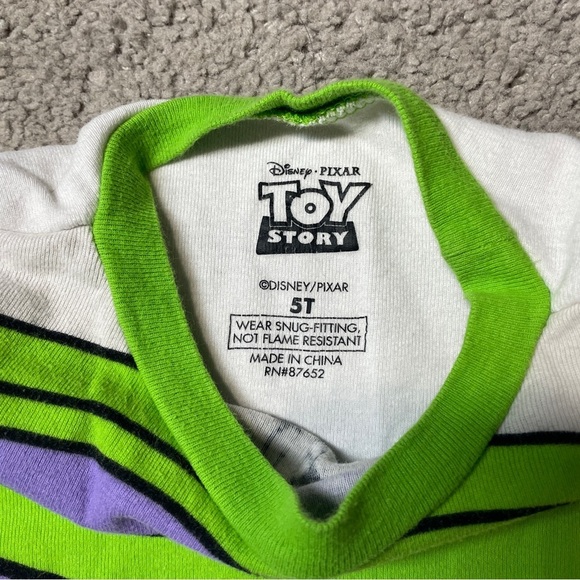 Disney · PIXAR
TOY
STORY
©DISNEY/PIXAR
5T
WEAR SNUG-FITTING,
NOT FLAME RESISTANT
MADE IN CHINA
RN#87652